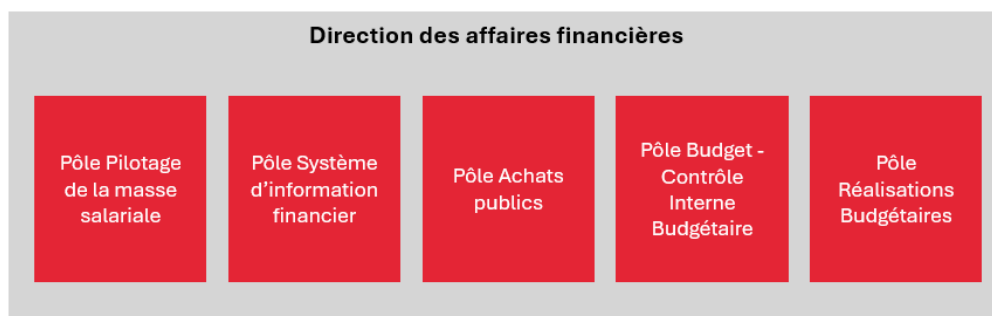 Direction des affaires financières
Pôle Pilotage
de la masse
salariale
Pôle Système
d’information
financier
Pôle Achats
publics
Pôle Budget -
Contrôle
Interne
Budgétaire
Pôle
Réalisations
Budgétaires